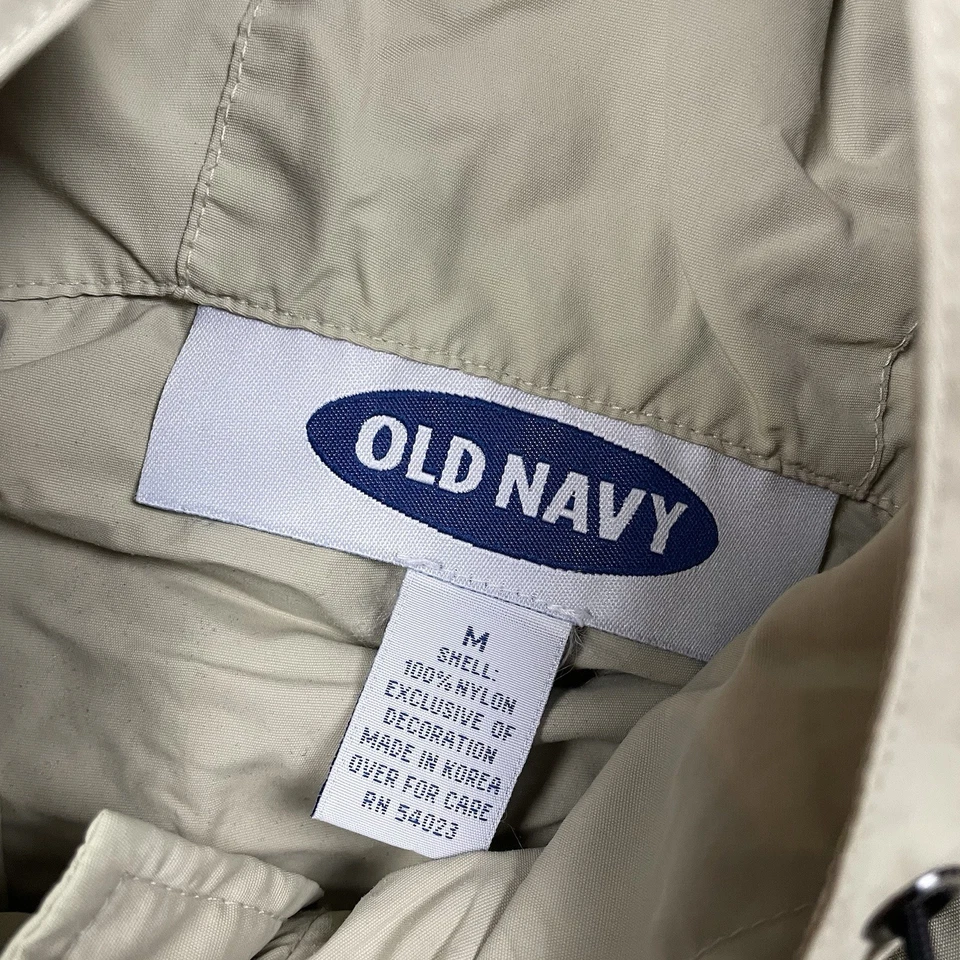 OLD NAVY
M
SHELL:
100% NYLON
EXCLUSIVE OF
DECORATION
MADE IN KOREA
OVER FOR CARE
RN 54023